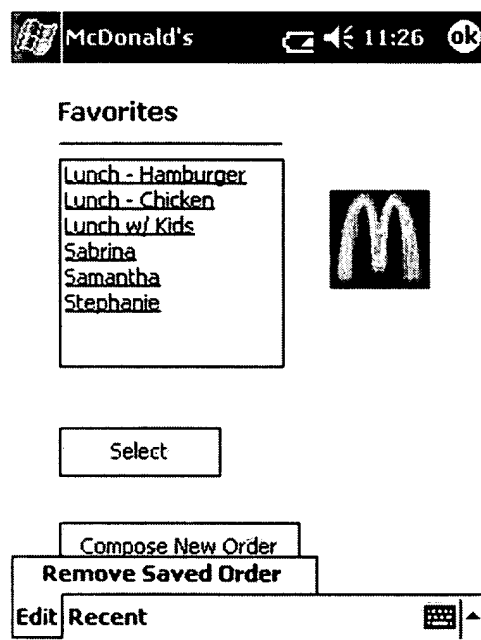 McDonald's 11:26 ok
Favorites
Lunch - Hamburger
Lunch - Chicken
Lunch w/ Kids
Sabrina
Samantha
Stephanie
Select
Compose New Order
Remove Saved Order
Edit Recent